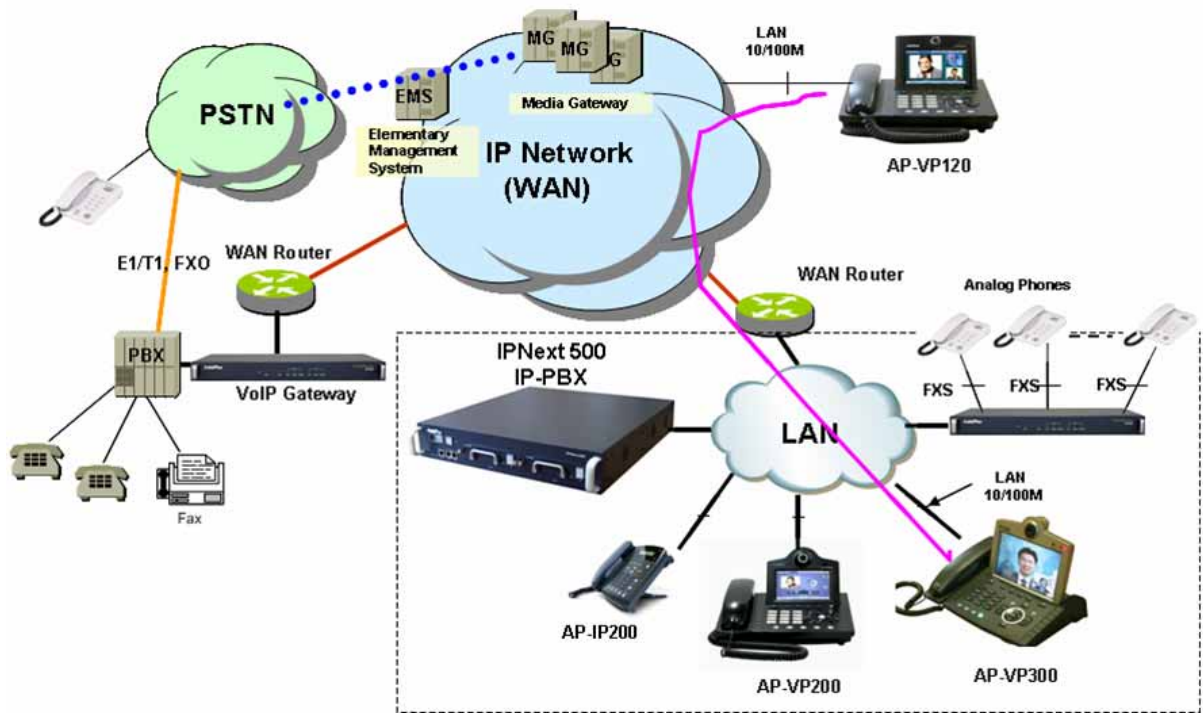 MG
MG
G
LAN
10/100M
PSTN
EMS
Media Gateway
Elementary
Management
System
IP Network
(WAN)
AP-VP120
E1/T1, FXO
WAN Router
WAN Router
Analog Phones
PBX
VoIP Gateway
IPNext 500
IP-PBX
FXS
FXS
FXS
LAN
LAN
10/100M
Fax
AP-IP200
AP-VP200
AP-VP300